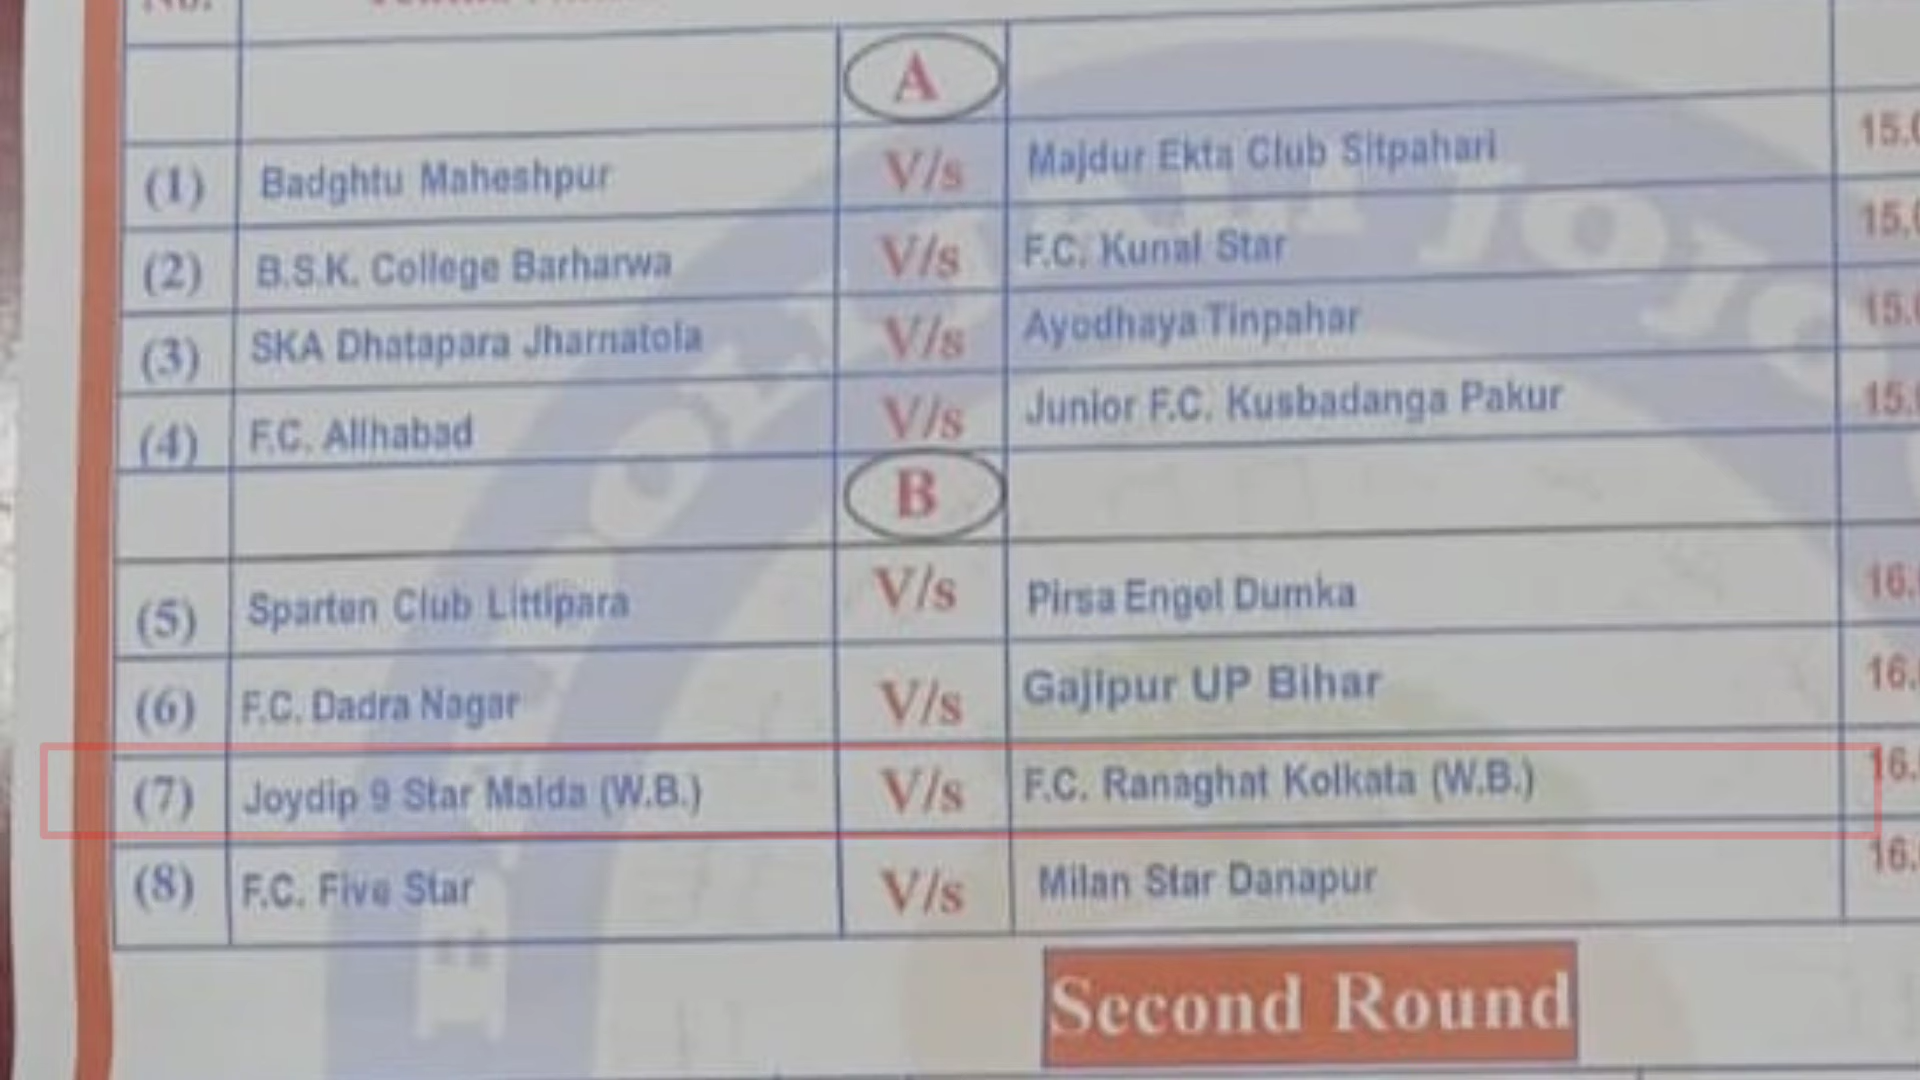 No.
A
(1) Badghtu Maheshpur V/s Majdur Ekta Club Sitpahari
(2) B.S.K. College Barharwa V/s F.C. Kunal Star
(3) SKA Dhatapara Jharnatola V/s Ayodhaya Tinpahar
(4) F.C. Alihabad V/s Junior F.C. Kusbadanga Pakur
B
(5) Sparten Club Littipara V/s Pirsa Engel Dumka
(6) F.C. Dadra Nagar V/s Gajipur UP Bihar
(7) Joydip 9 Star Malda (W.B.) V/s F.C. Ranaghat Kolkata (W.B.)
(8) F.C. Five Star V/s Milan Star Danapur
Second Round